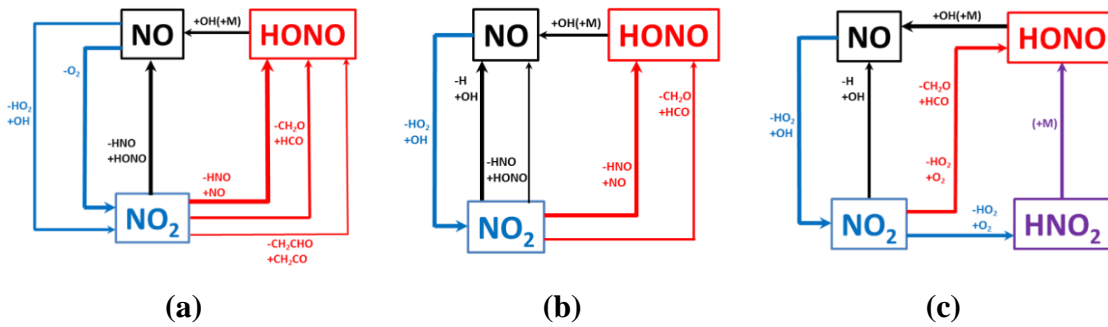 NO
+OH(+M)
HONO
-O₂
-HO₂
+OH
-HNO
+HONO
-HNO
+NO
-CH₂O
+HCO
NO₂
-CH₂CHO
+CH₂CO
(a)
NO
+OH(+M)
HONO
-H
+OH
-HO₂
+OH
-HNO
+HONO
-HNO
+NO
-CH₂O
+HCO
NO₂
(b)
NO
+OH(+M)
HONO
-H
+OH
-HO₂
+OH
-CH₂O
+HCO
-HO₂
+O₂
(+M)
NO₂
-HO₂
+O₂
HNO₂
(c)